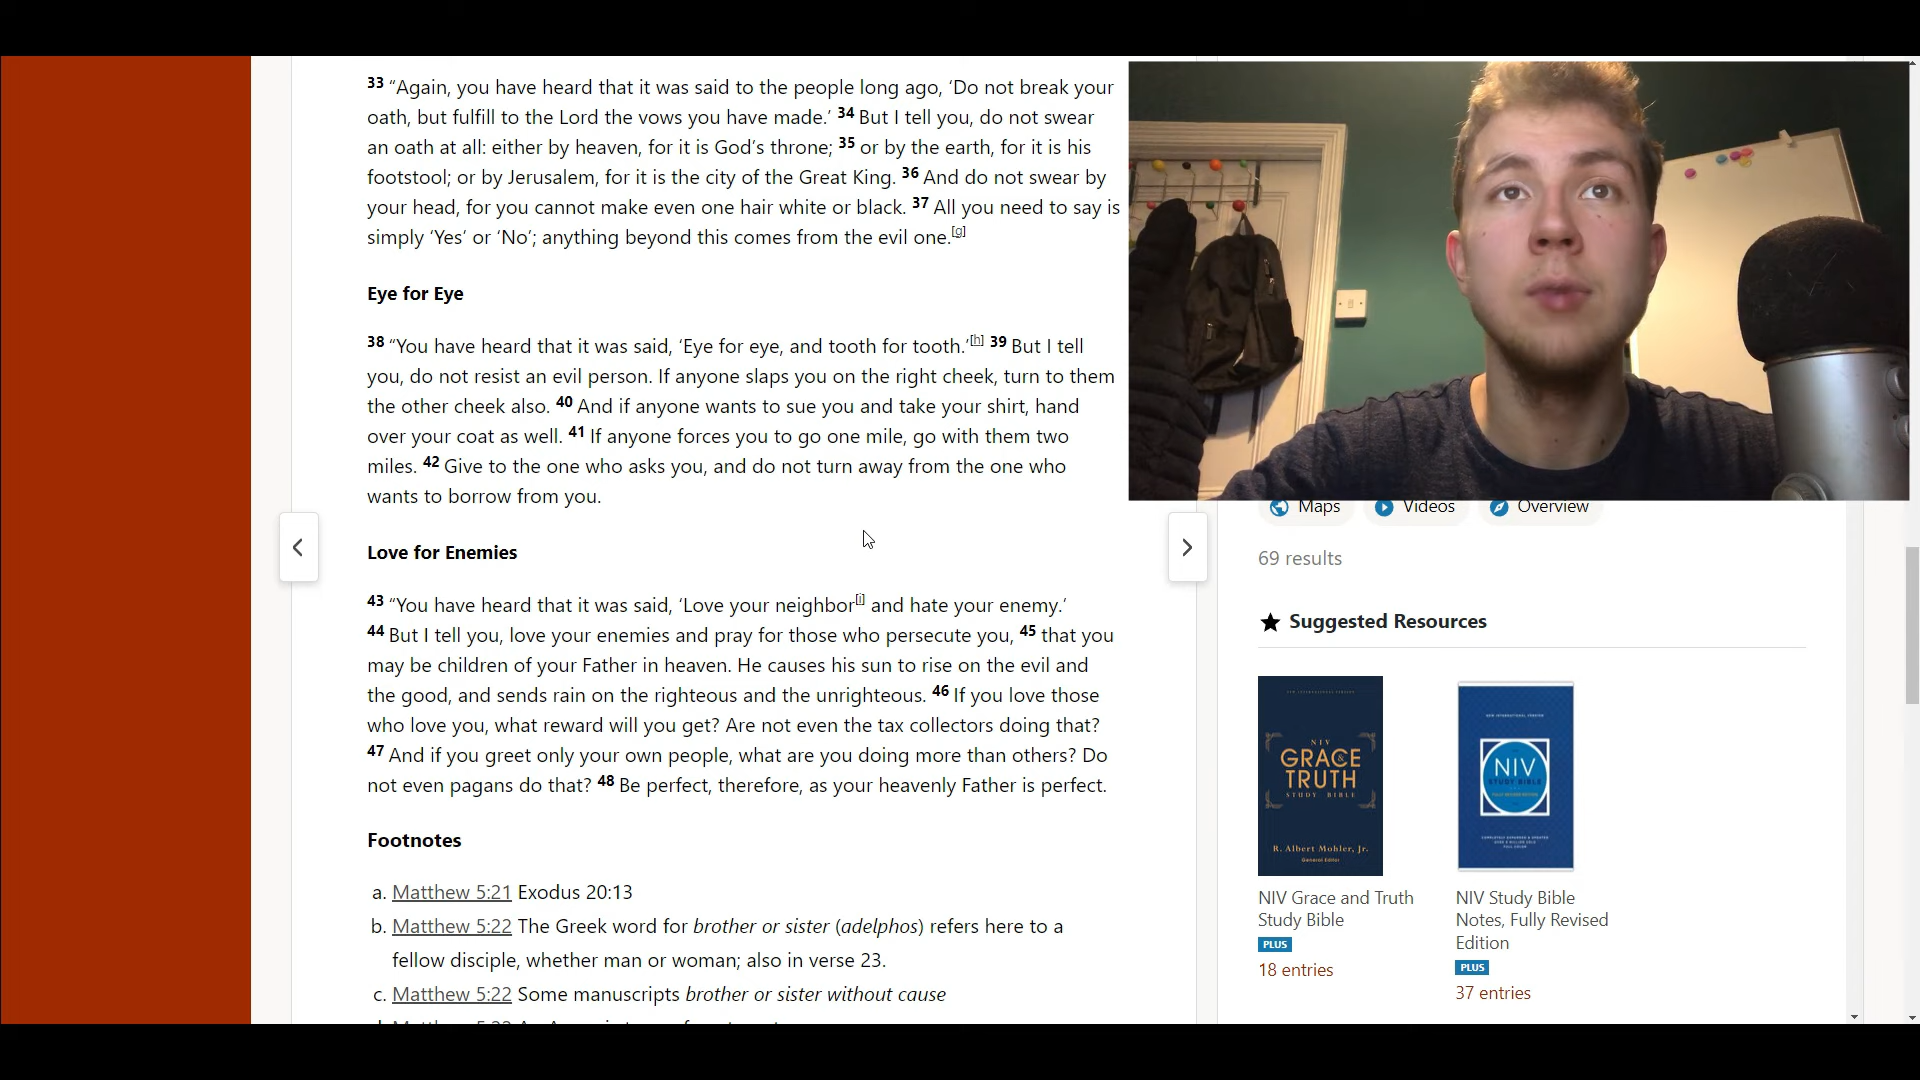 33 “Again, you have heard that it was said to the people long ago, ‘Do not break your
oath, but fulfill to the Lord the vows you have made.’ 34 But I tell you, do not swear
an oath at all: either by heaven, for it is God’s throne; 35 or by the earth, for it is his
footstool; or by Jerusalem, for it is the city of the Great King. 36 And do not swear by
your head, for you cannot make even one hair white or black. 37 All you need to say is
simply ‘Yes’ or ‘No’; anything beyond this comes from the evil one.[g]
Eye for Eye
38 “You have heard that it was said, ‘Eye for eye, and tooth for tooth.’[h] 39 But I tell
you, do not resist an evil person. If anyone slaps you on the right cheek, turn to them
the other cheek also. 40 And if anyone wants to sue you and take your shirt, hand
over your coat as well. 41 If anyone forces you to go one mile, go with them two
miles. 42 Give to the one who asks you, and do not turn away from the one who
wants to borrow from you.
Love for Enemies
43 “You have heard that it was said, ‘Love your neighbor[i] and hate your enemy.’
44 But I tell you, love your enemies and pray for those who persecute you, 45 that you
may be children of your Father in heaven. He causes his sun to rise on the evil and
the good, and sends rain on the righteous and the unrighteous. 46 If you love those
who love you, what reward will you get? Are not even the tax collectors doing that?
47 And if you greet only your own people, what are you doing more than others? Do
not even pagans do that? 48 Be perfect, therefore, as your heavenly Father is perfect.
Footnotes
a. Matthew 5:21 Exodus 20:13
b. Matthew 5:22 The Greek word for brother or sister (adelphos) refers here to a
fellow disciple, whether man or woman; also in verse 23.
c. Matthew 5:22 Some manuscripts brother or sister without cause
Maps
Videos
Overview
69 results
Suggested Resources
NIV
GRACE &
TRUTH
STUDY BIBLE
R. Albert Mohler, Jr.
General Editor
NIV Grace and Truth
Study Bible
PLUS
18 entries
NEW INTERNATIONAL VERSION
NIV
STUDY BIBLE
NIV Study Bible
Notes, Fully Revised
Edition
PLUS
37 entries